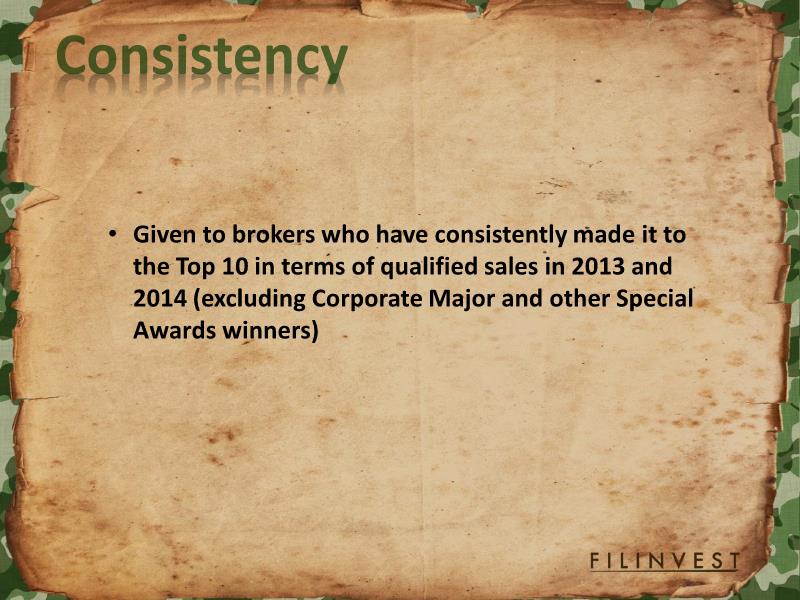 Consistency
• Given to brokers who have consistently made it to
the Top 10 in terms of qualified sales in 2013 and
2014 (excluding Corporate Major and other Special
Awards winners)
FILINVEST